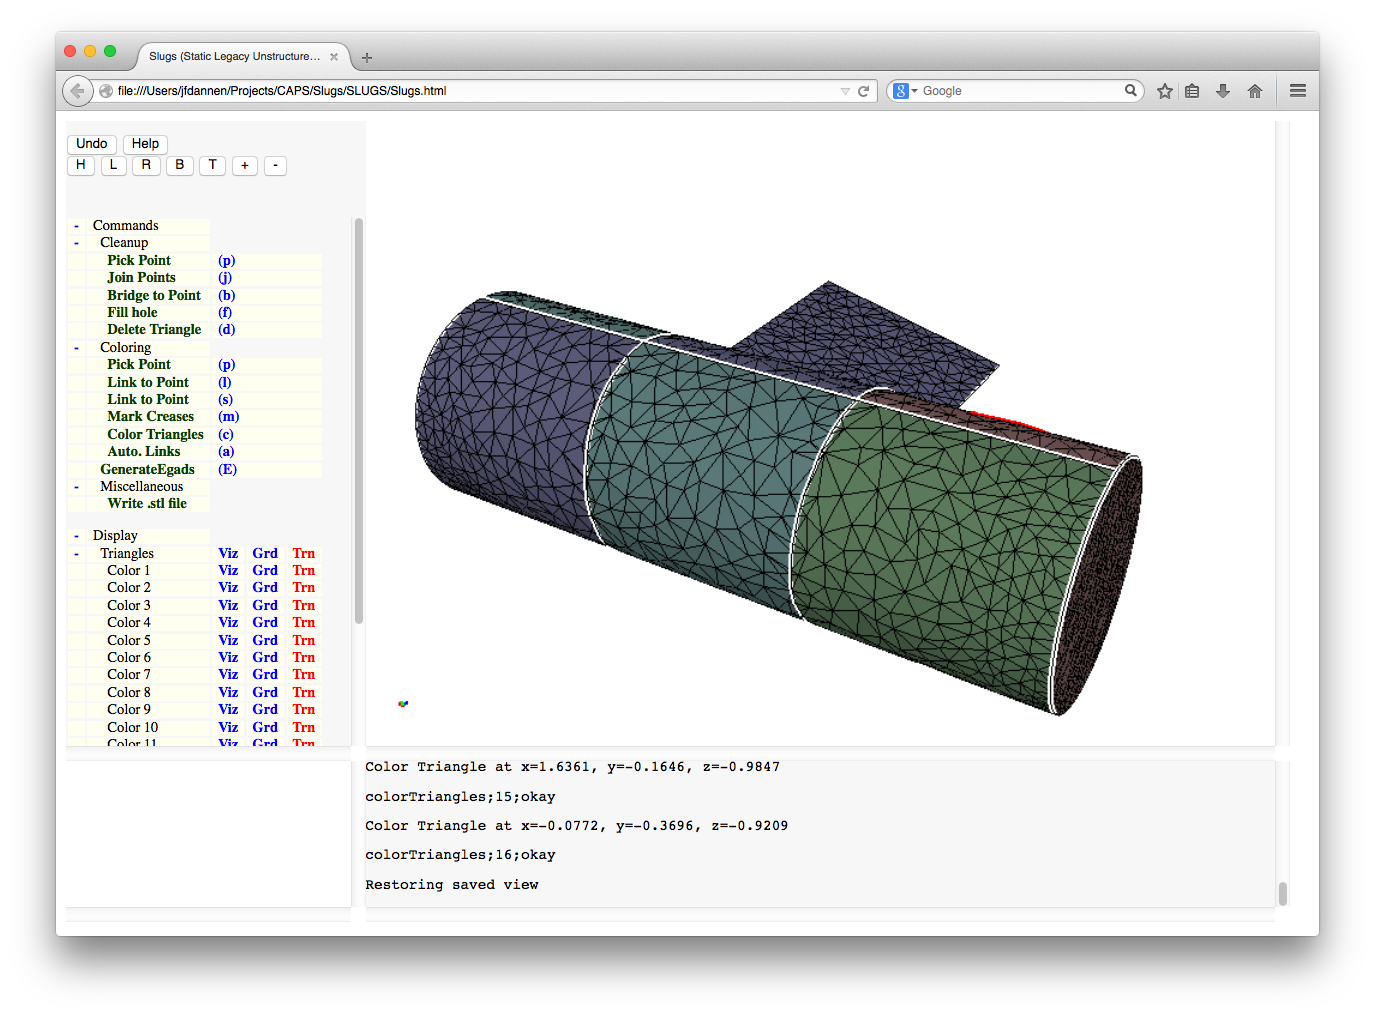 Slugs (Static Legacy Unstructure...
file:///Users/jfdannen/Projects/CAPS/Slugs/SLUGS/Slugs.html
8 Google
Undo Help
H L R B T + -
- Commands
- Cleanup
Pick Point (p)
Join Points (j)
Bridge to Point (b)
Fill hole (f)
Delete Triangle (d)
- Coloring
Pick Point (p)
Link to Point (l)
Link to Point (s)
Mark Creases (m)
Color Triangles (c)
Auto. Links (a)
GenerateEgads (E)
- Miscellaneous
Write .stl file
- Display
- Triangles Viz Grd Trn
Color 1 Viz Grd Trn
Color 2 Viz Grd Trn
Color 3 Viz Grd Trn
Color 4 Viz Grd Trn
Color 5 Viz Grd Trn
Color 6 Viz Grd Trn
Color 7 Viz Grd Trn
Color 8 Viz Grd Trn
Color 9 Viz Grd Trn
Color 10 Viz Grd Trn
Color 11 Viz Grd Trn
Color Triangle at x=1.6361, y=-0.1646, z=-0.9847
colorTriangles;15;okay
Color Triangle at x=-0.0772, y=-0.3696, z=-0.9209
colorTriangles;16;okay
Restoring saved view